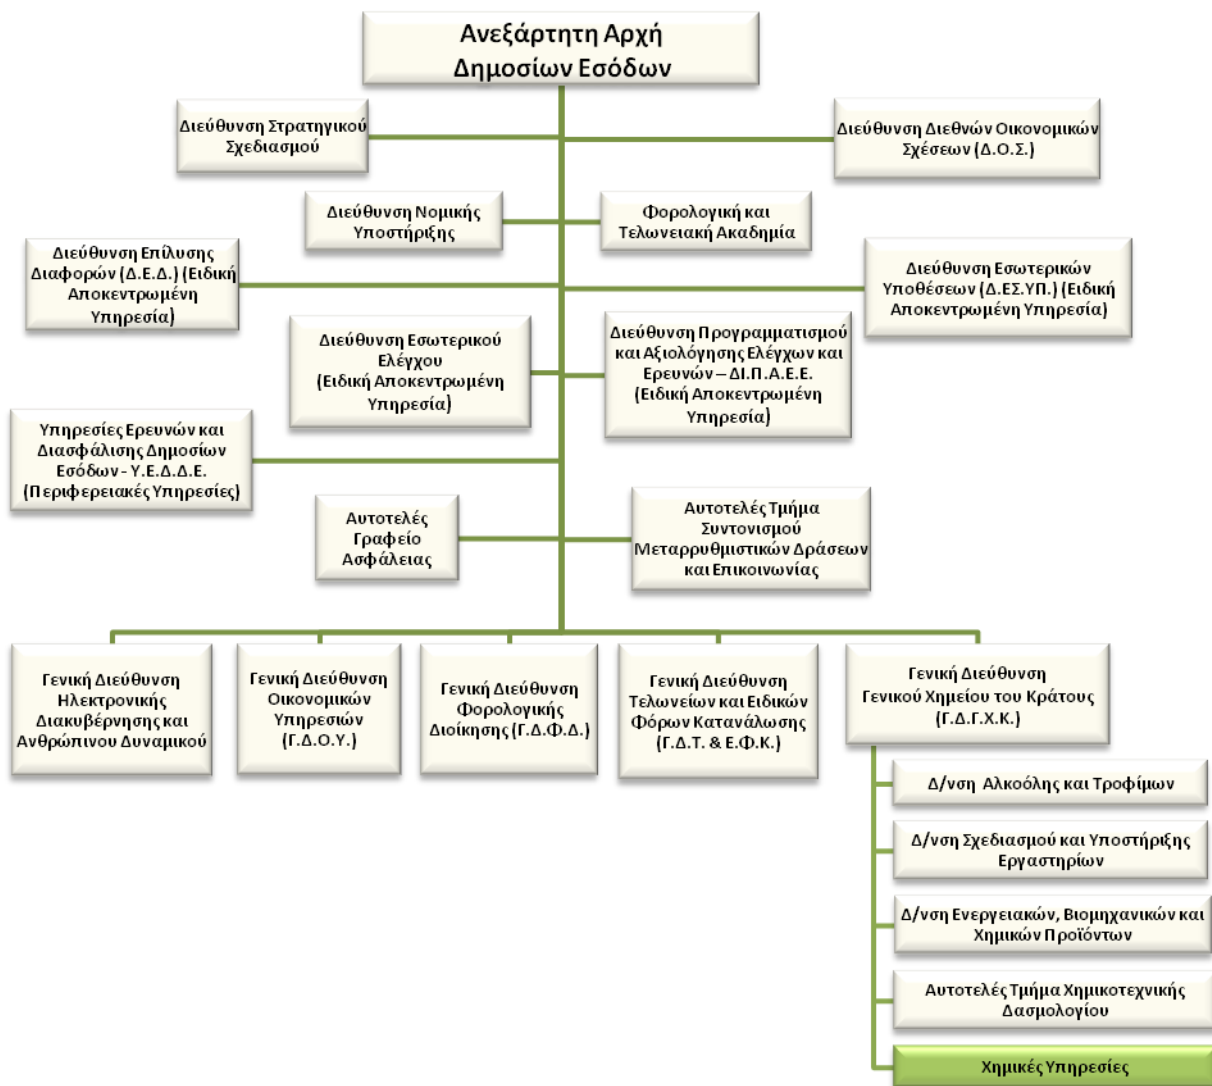 Ανεξάρτητη Αρχή
Δημοσίων Εσόδων
Διεύθυνση Στρατηγικού
Σχεδιασμού
Διεύθυνση Διεθνών Οικονομικών
Σχέσεων (Δ.Ο.Σ.)
Διεύθυνση Νομικής
Υποστήριξης
Φορολογική και
Τελωνειακή Ακαδημία
Διεύθυνση Επίλυσης
Διαφορών (Δ.Ε.Δ.) (Ειδική
Αποκεντρωμένη
Υπηρεσία)
Διεύθυνση Εσωτερικών
Υποθέσεων (Δ.ΕΣ.ΥΠ.) (Ειδική
Αποκεντρωμένη Υπηρεσία)
Διεύθυνση Εσωτερικού
Ελέγχου
(Ειδική Αποκεντρωμένη
Υπηρεσία)
Διεύθυνση Προγραμματισμού
και Αξιολόγησης Ελέγχων και
Ερευνών – ΔΙ.Π.Α.Ε.Ε.
(Ειδική Αποκεντρωμένη
Υπηρεσία)
Υπηρεσίες Ερευνών και
Διασφάλισης Δημοσίων
Εσόδων - Υ.Ε.Δ.Δ.Ε.
(Περιφερειακές Υπηρεσίες)
Αυτοτελές
Γραφείο
Ασφάλειας
Αυτοτελές Τμήμα
Συντονισμού
Μεταρρυθμιστικών Δράσεων
και Επικοινωνίας
Γενική Διεύθυνση
Ηλεκτρονικής
Διακυβέρνησης και
Ανθρώπινου Δυναμικού
Γενική Διεύθυνση
Οικονομικών
Υπηρεσιών
(Γ.Δ.Ο.Υ.)
Γενική Διεύθυνση
Φορολογικής
Διοίκησης (Γ.Δ.Φ.Δ.)
Γενική Διεύθυνση
Τελωνείων και Ειδικών
Φόρων Κατανάλωσης
(Γ.Δ.Τ. & Ε.Φ.Κ.)
Γενική Διεύθυνση
Γενικού Χημείου του Κράτους
(Γ.Δ.Γ.Χ.Κ.)
Δ/νση Αλκοόλης και Τροφίμων
Δ/νση Σχεδιασμού και Υποστήριξης
Εργαστηρίων
Δ/νση Ενεργειακών, Βιομηχανικών και
Χημικών Προϊόντων
Αυτοτελές Τμήμα Χημικοτεχνικής
Δασμολογίου
Χημικές Υπηρεσίες